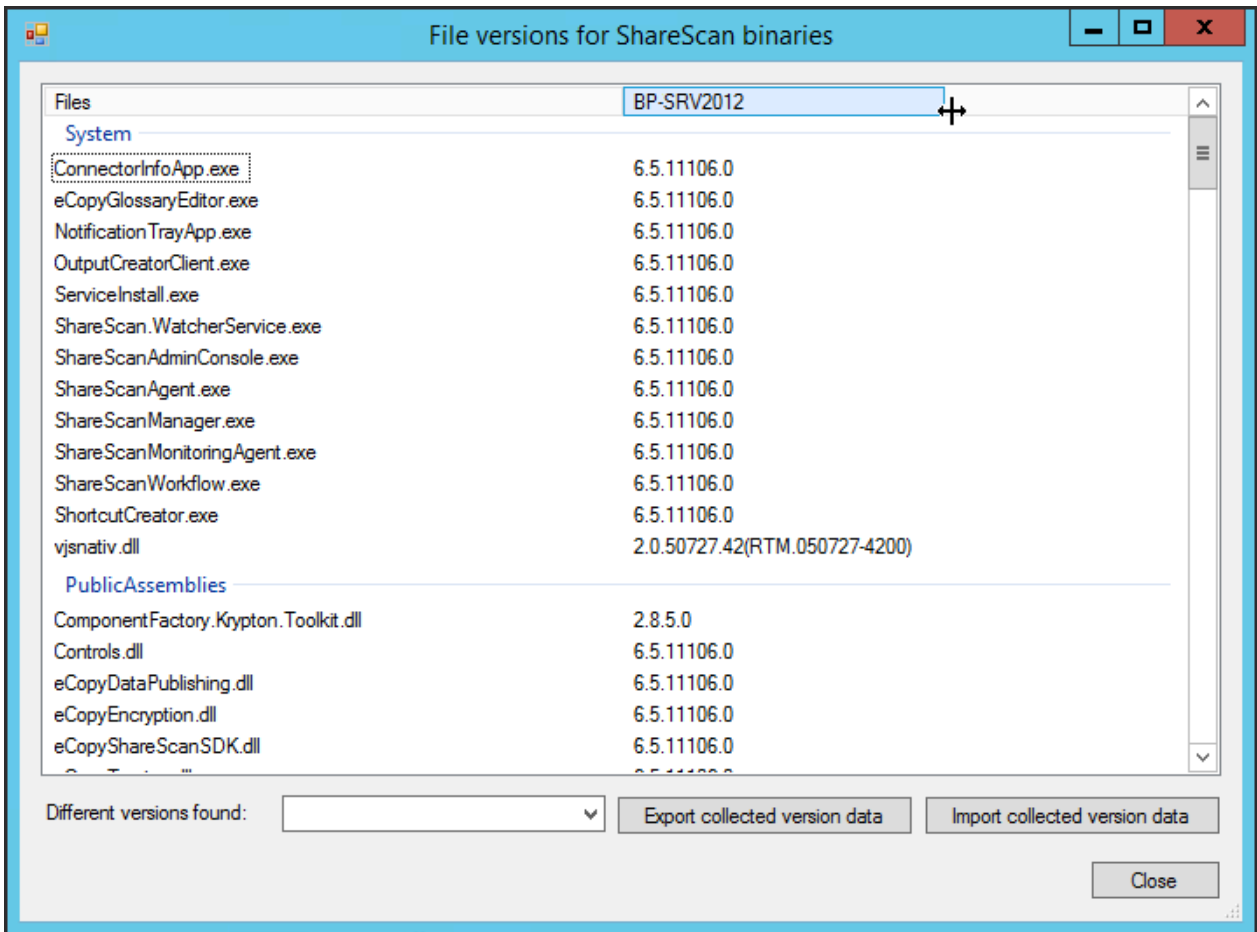 File versions for ShareScan binaries
Files BP-SRV2012
System
ConnectorInfoApp.exe 6.5.11106.0
eCopyGlossaryEditor.exe 6.5.11106.0
NotificationTrayApp.exe 6.5.11106.0
OutputCreatorClient.exe 6.5.11106.0
ServiceInstall.exe 6.5.11106.0
ShareScan.WatcherService.exe 6.5.11106.0
ShareScanAdminConsole.exe 6.5.11106.0
ShareScanAgent.exe 6.5.11106.0
ShareScanManager.exe 6.5.11106.0
ShareScanMonitoringAgent.exe 6.5.11106.0
ShareScanWorkflow.exe 6.5.11106.0
ShortcutCreator.exe 6.5.11106.0
vjsnativ.dll 2.0.50727.42(RTM.050727-4200)
PublicAssemblies
ComponentFactory.Krypton.Toolkit.dll 2.8.5.0
Controls.dll 6.5.11106.0
eCopyDataPublishing.dll 6.5.11106.0
eCopyEncryption.dll 6.5.11106.0
eCopyShareScanSDK.dll 6.5.11106.0
Different versions found: Export collected version data Import collected version data
Close